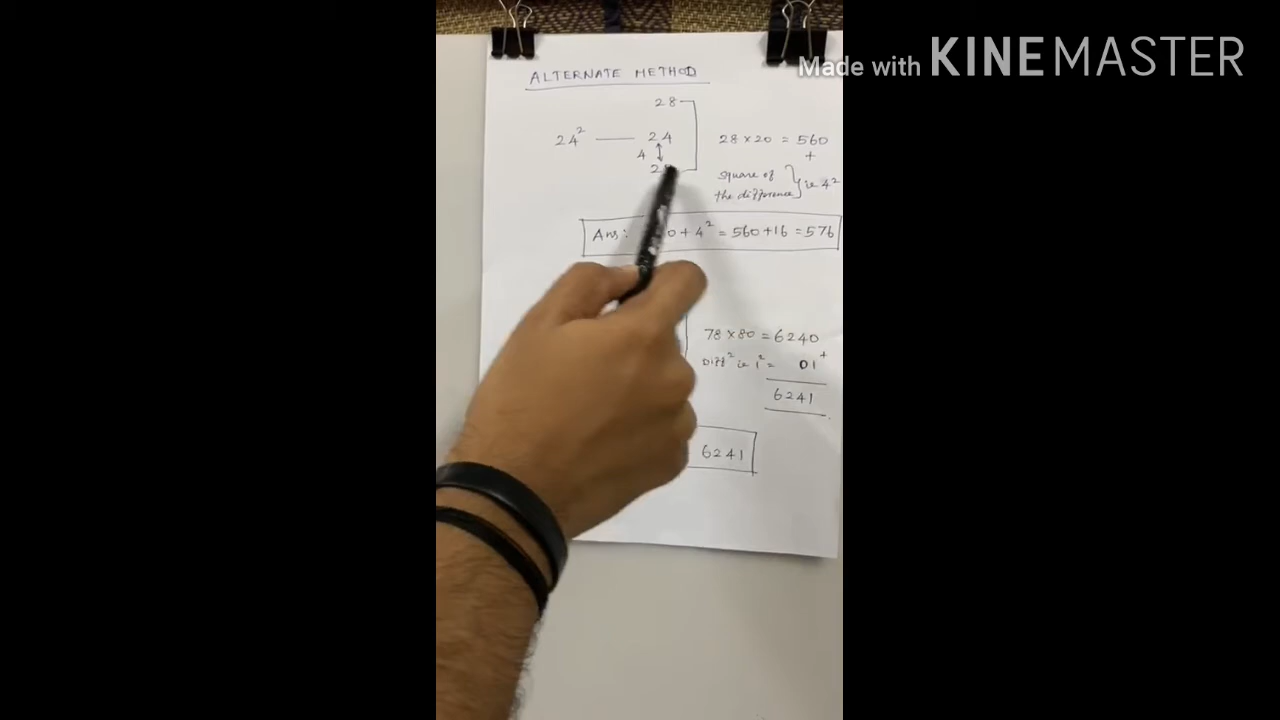 Made with KINEMASTER
ALTERNATE METHOD
28
24² — 24
4
28 × 20 = 560
+
square of
the difference } ie 4²
Ans: 0 + 4² = 560 + 16 = 576
78 × 80 = 6240
Diff² ie 1² = 01 +
6241
6241